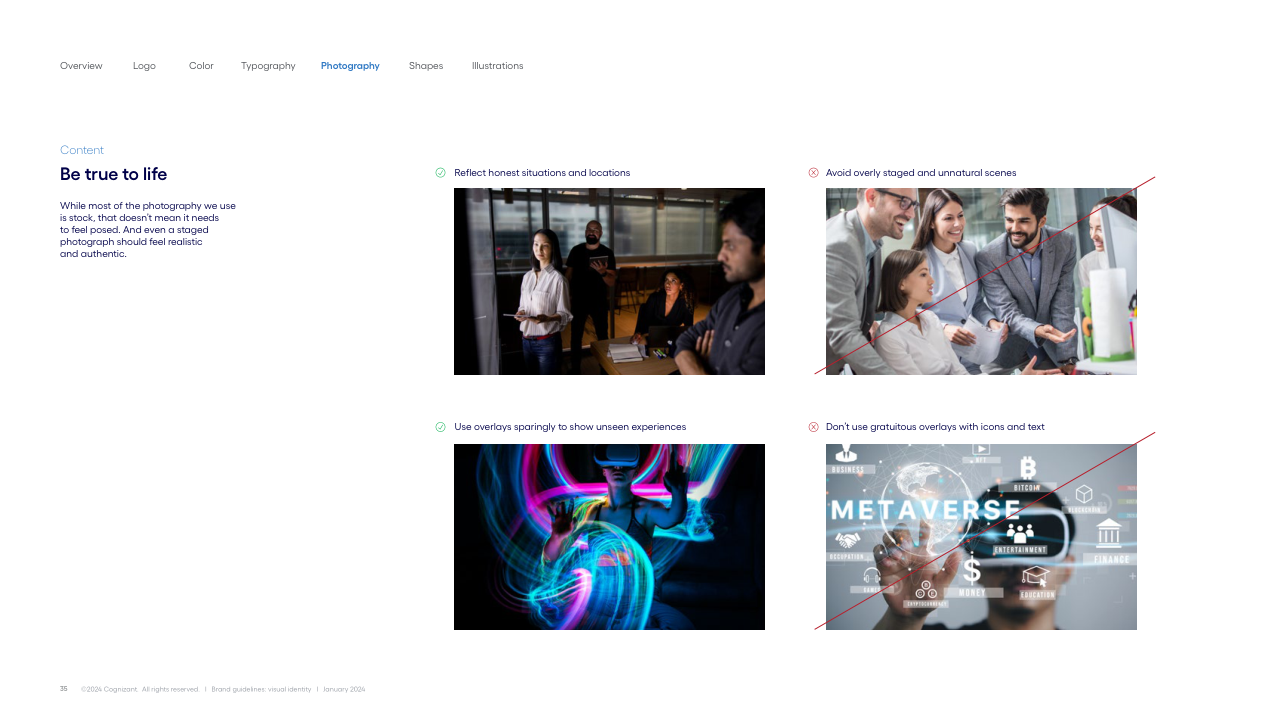 Overview Logo Color Typography Photography Shapes Illustrations
Content
Be true to life
While most of the photography we use
is stock, that doesn't mean it needs
to feel posed. And even a staged
photograph should feel realistic
and authentic.
Reflect honest situations and locations
Avoid overly staged and unnatural scenes
Use overlays sparingly to show unseen experiences
Don't use gratuitous overlays with icons and text
BUSINESS
NFT
BITCOIN
BLOCKCHAIN
METAVERSE
OCCUPATION
ENTERTAINMENT
FINANCE
GAMES
$
MONEY
EDUCATION
CRYPTOCURRENCY
35 ©2024 Cognizant. All rights reserved. | Brand guidelines: visual identity | January 2024